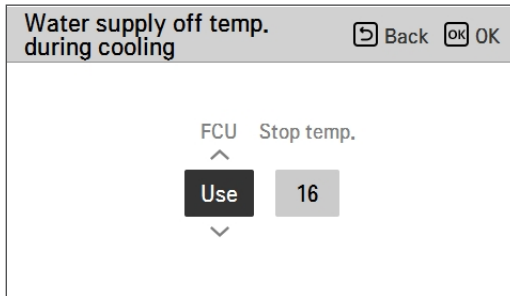 Water supply off temp.
during cooling
Back OK OK
FCU Stop temp.
Use 16